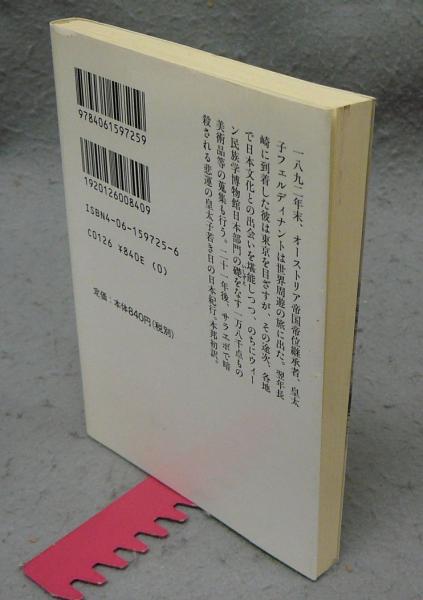 一八九二年末、オーストリア帝国帝位継承者、皇太
子フェルディナントは世界周遊の旅に出た。翌年長
崎に到着した彼は東京を目ざすが、その途次、各地
で日本文化との出会いを堪能しつつ、のちにウィー
ン民族学博物館日本部門の礎をなす一万八千点もの
美術品等の蒐集も行う。二十一年後、サラエボで暗
殺される悲運の皇太子若き日の日本紀行。本邦初訳。
9784061597259
1920126008409
ISBN4-06-159725-6
C0126 ¥840E (0)
定価：本体840円（税別）